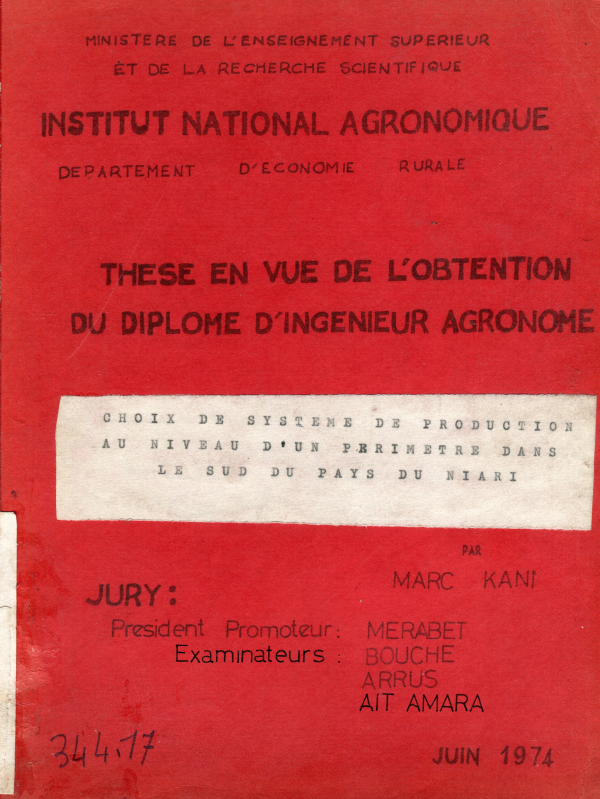 MINISTERE DE L'ENSEIGNEMENT SUPERIEUR
ET DE LA RECHERCHE SCIENTIFIQUE
INSTITUT NATIONAL AGRONOMIQUE
DEPARTEMENT D'ECONOMIE RURALE
THESE EN VUE DE L'OBTENTION
DU DIPLOME D'INGENIEUR AGRONOME
CHOIX DE SYSTEME DE PRODUCTION
AU NIVEAU D'UN PERIMETRE DANS
LE SUD DU PAYS DU NIARI
PAR
MARC KANI
JURY:
President Promoteur: MERABET
Examinateurs: BOUCHE
ARRUS
AIT AMARA
344.17
JUIN 1974